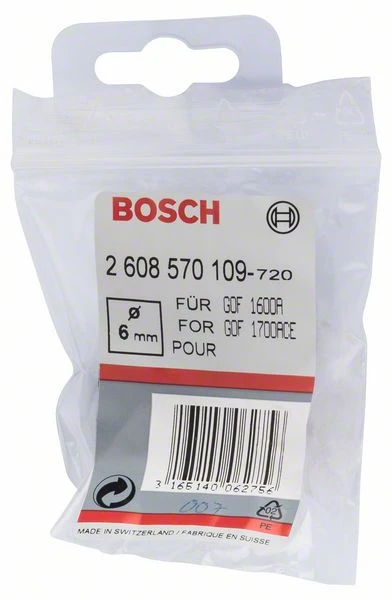 BOSCH
2 608 570 109-720
ø
6 mm
FÜR GOF 1600A
FOR GOF 1700ACE
POUR
3 165140 062756
007
02
PE
MADE IN SWITZERLAND / FABRIQUE EN SUISSE